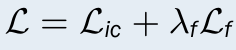 ℒ = ℒ_ic + λ_f ℒ_f